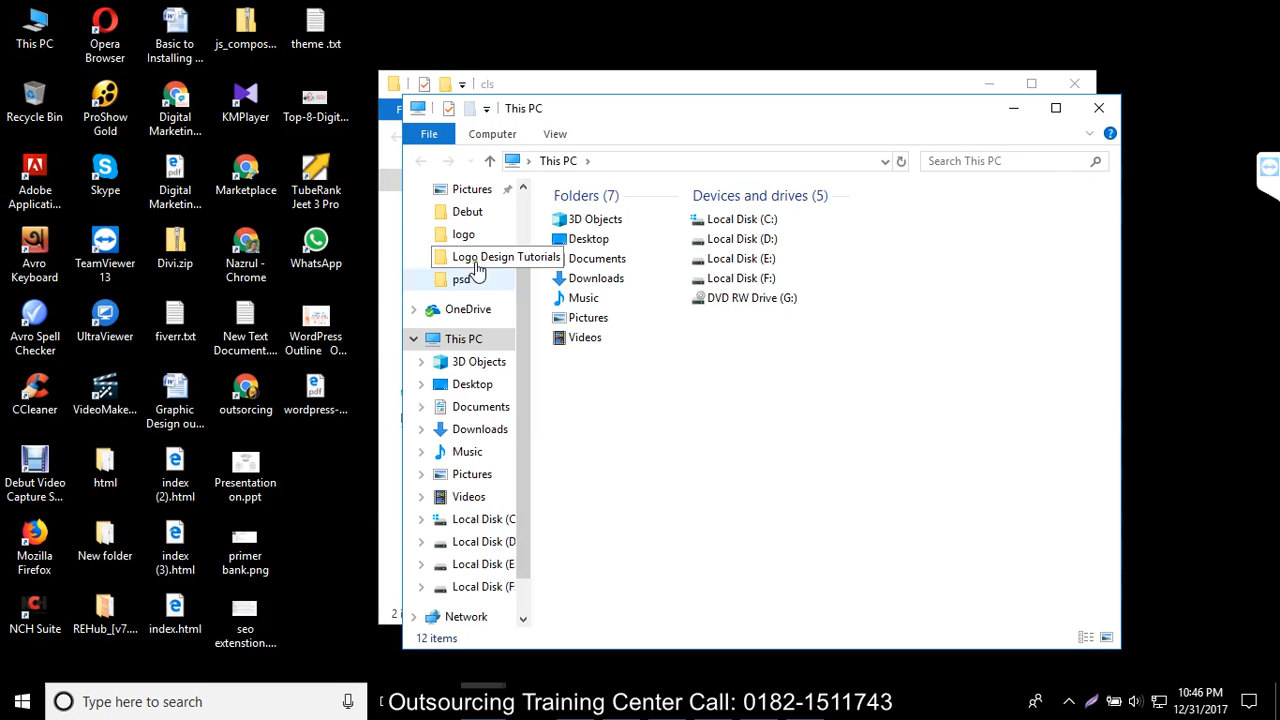 This PC
Opera
Browser
Basic to
Installing ...
js_compos...
theme .txt
Recycle Bin
ProShow
Gold
Digital
Marketin...
KMPlayer
Top-8-Digit...
Adobe
Applicati...
Skype
Digital
Marketin...
Marketplace
TubeRank
Jeet 3 Pro
Avro
Keyboard
TeamViewer
13
Divi.zip
Nazrul -
Chrome
WhatsApp
Avro Spell
Checker
UltraViewer
fiverr.txt
New Text
Document....
WordPress
Outline O...
CCleaner
VideoMake...
Graphic
Design ou...
outsorcing
wordpress-...
Debut Video
Capture S...
html
index
(2).html
Presentation
on.ppt
Mozilla
Firefox
New folder
index
(3).html
primer
bank.png
NCH Suite
REHub_[v7....
index.html
seo
extenstion....
cls
This PC
File
Computer
View
This PC
Search This PC
Pictures
Debut
logo
Logo Design Tutorials
psd
OneDrive
This PC
3D Objects
Desktop
Documents
Downloads
Music
Pictures
Videos
Local Disk (C
Local Disk (D
Local Disk (E
Local Disk (F
Network
Folders (7)
3D Objects
Desktop
Documents
Downloads
Music
Pictures
Videos
Devices and drives (5)
Local Disk (C:)
Local Disk (D:)
Local Disk (E:)
Local Disk (F:)
DVD RW Drive (G:)
12 items
Type here to search
Outsourcing Training Center Call: 0182-1511743
10:46 PM
12/31/2017